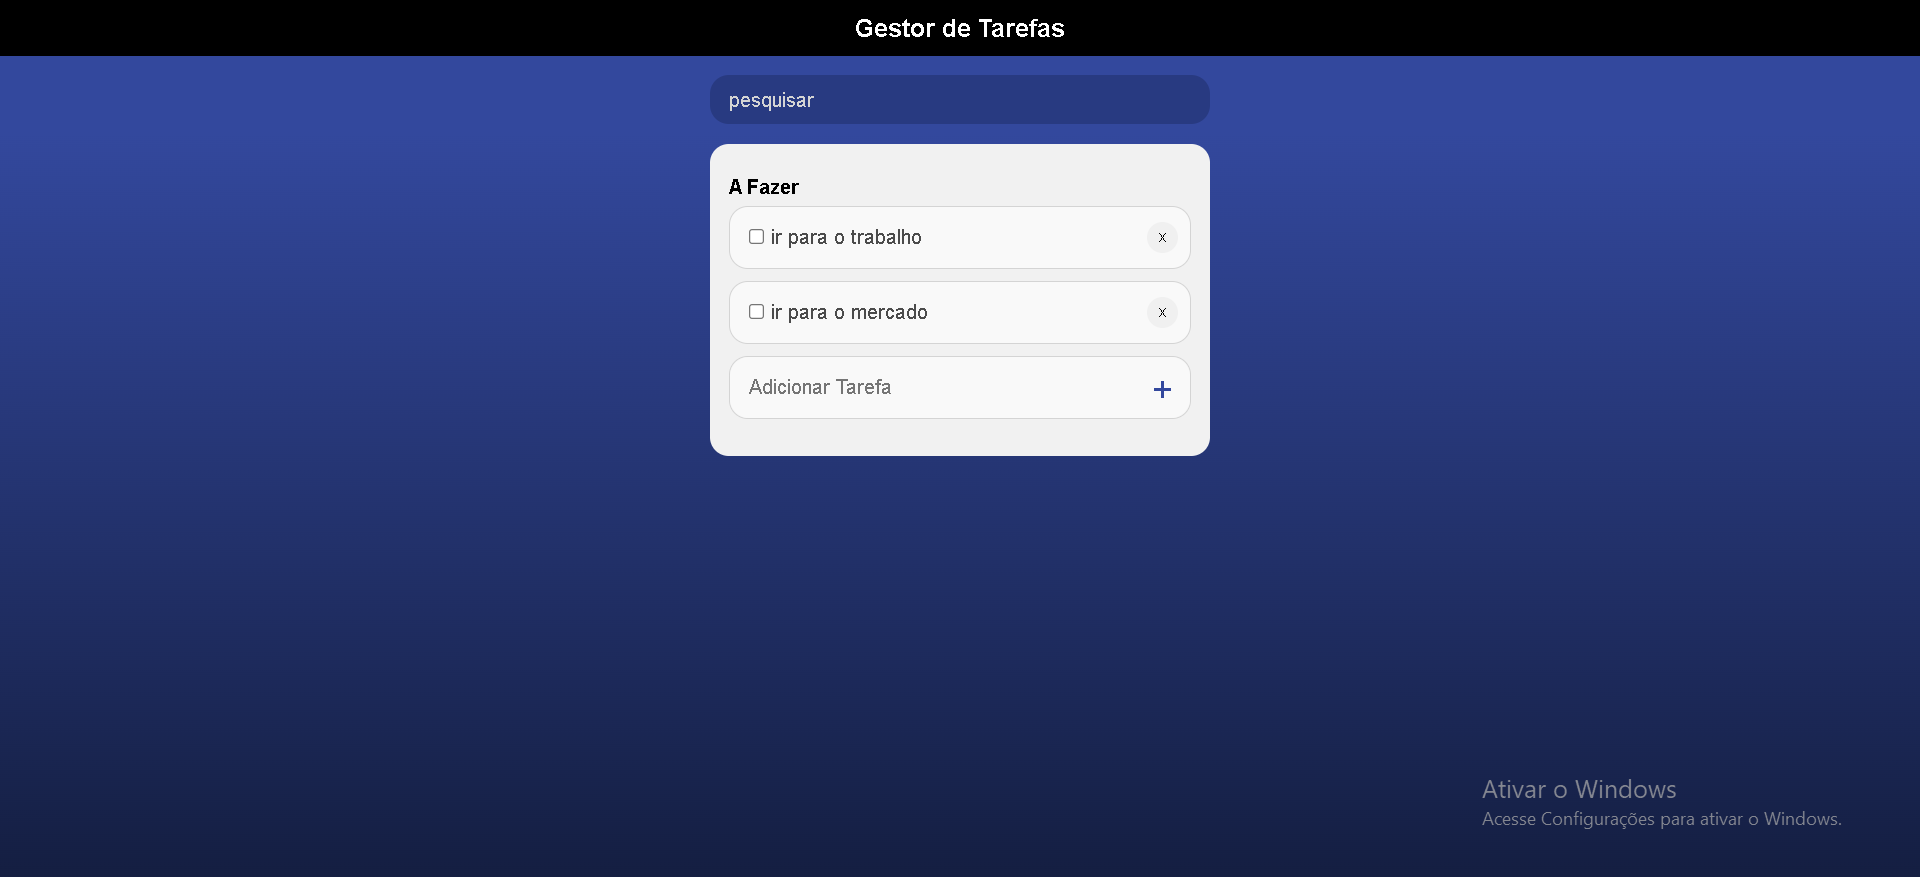 Gestor de Tarefas
pesquisar
A Fazer
ir para o trabalho x
ir para o mercado x
Adicionar Tarefa +
Ativar o Windows
Acesse Configurações para ativar o Windows.